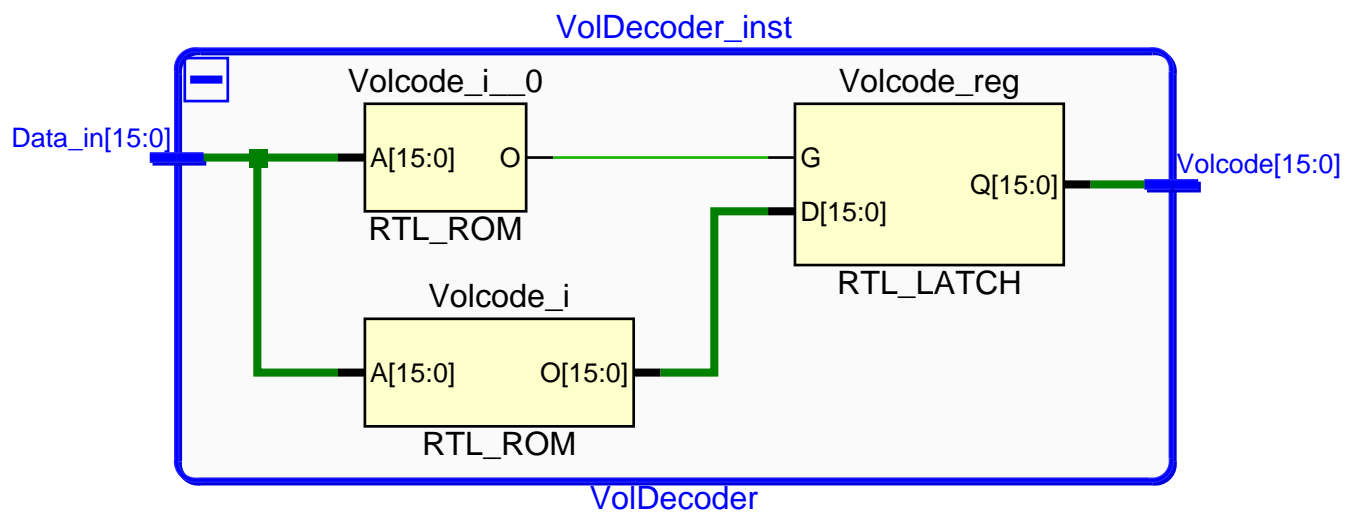 VolDecoder_inst
Volcode_i__0
Volcode_reg
Data_in[15:0]
A[15:0]
O
G
Volcode[15:0]
Q[15:0]
D[15:0]
RTL_ROM
RTL_LATCH
Volcode_i
A[15:0]
O[15:0]
RTL_ROM
VolDecoder